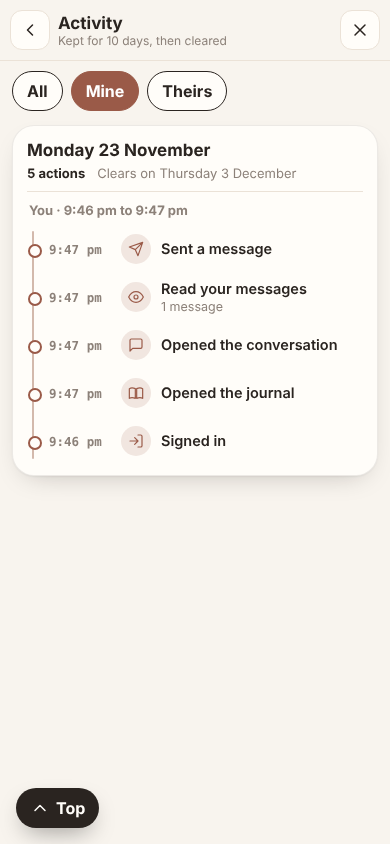 Activity
Kept for 10 days, then cleared
All
Mine
Theirs
Monday 23 November
5 actions Clears on Thursday 3 December
You · 9:46 pm to 9:47 pm
9:47 pm Sent a message
9:47 pm Read your messages
1 message
9:47 pm Opened the conversation
9:47 pm Opened the journal
9:46 pm Signed in
Top